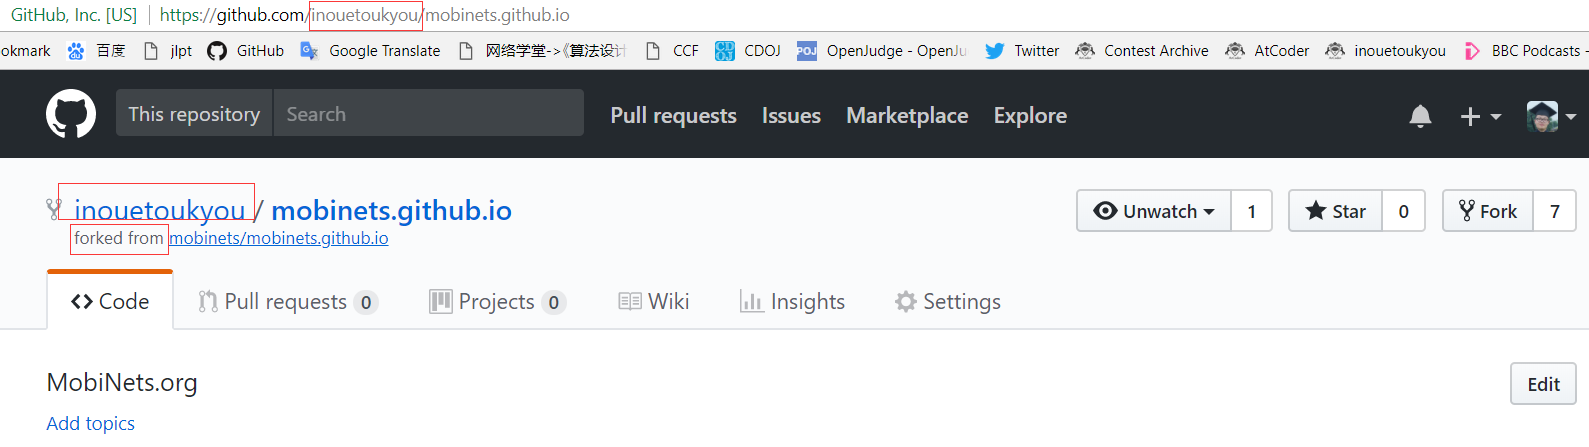 GitHub, Inc. [US] https://github.com/inouetoukyou/mobinets.github.io
okmark 百度 jlpt GitHub Google Translate 网络学堂->《算法设计 CCF CDOJ OpenJudge - OpenJu Twitter Contest Archive AtCoder inouetoukyou BBC Podcasts -
This repository Search Pull requests Issues Marketplace Explore
inouetoukyou / mobinets.github.io Unwatch 1 Star 0 Fork 7
forked from mobinets/mobinets.github.io
Code Pull requests 0 Projects 0 Wiki Insights Settings
MobiNets.org Edit
Add topics